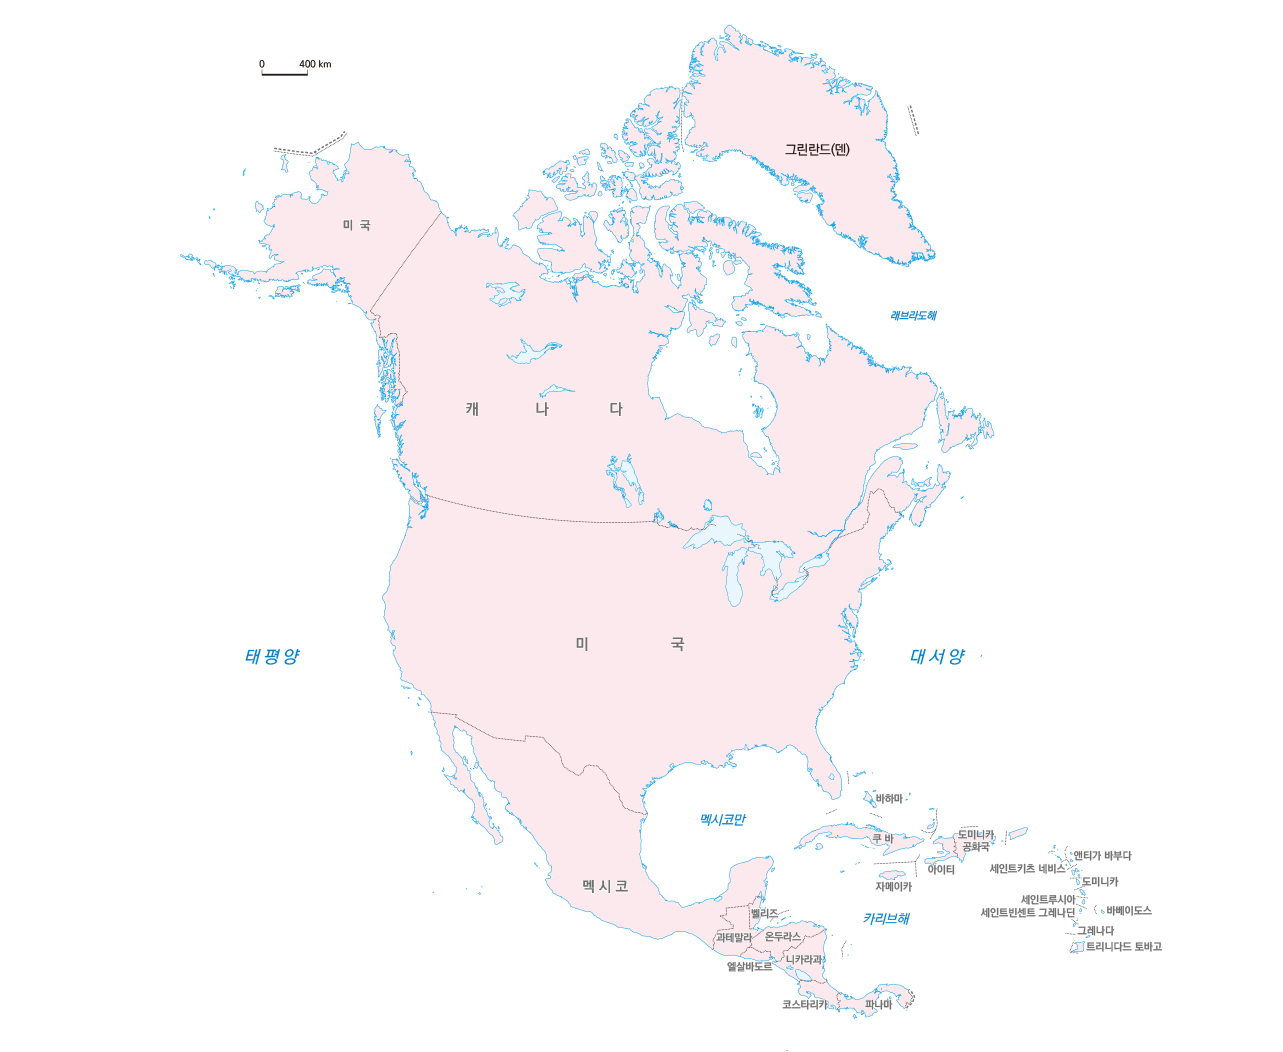 0 400 km
그린란드(덴)
미 국
래브라도해
캐 나 다
미 국
태평양
대서양
바하마
멕시코만
쿠 바
도미니카
공화국
앤티가 바부다
아이티
세인트키츠 네비스
도미니카
자메이카
멕시코
세인트루시아
세인트빈센트 그레나딘
바베이도스
벨리즈
카리브해
그레나다
과테말라
온두라스
트리니다드 토바고
니카라과
엘살바도르
코스타리카
파나마